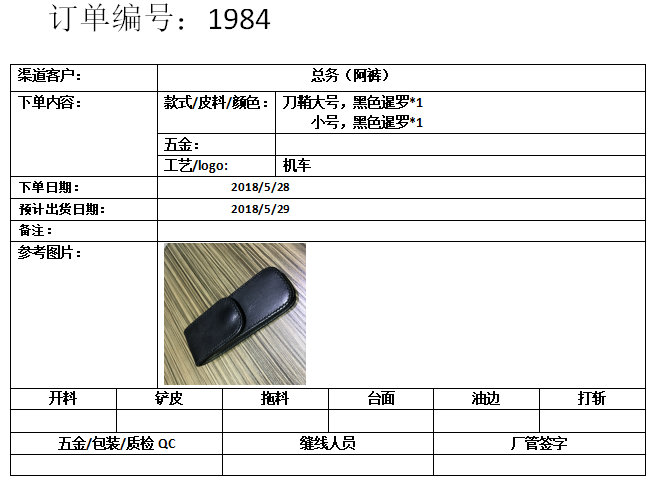 订单编号：1984
渠道客户： 总务（阿裤）
下单内容： 款式/皮料/颜色： 刀鞘大号，黑色暹罗*1
小号，黑色暹罗*1
五金：
工艺/logo: 机车
下单日期： 2018/5/28
预计出货日期： 2018/5/29
备注：
参考图片：
开料 铲皮 拖料 台面 油边 打斩
五金/包装/质检 QC 缝线人员 厂管签字